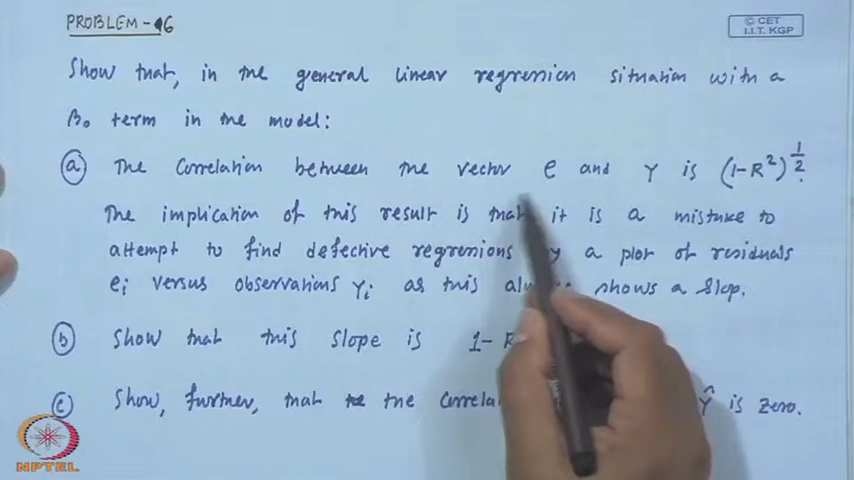 PROBLEM-16
© CET
I.I.T. KGP
Show that, in the general linear regression situation with a
β₀ term in the model:
(a) The Correlation between the vector e and Y is (1-R²)^{1/2}.
The implication of this result is that it is a mistake to
attempt to find defective regressions by a plot of residuals
eᵢ versus observations Yᵢ as this shows a slop.
(b) Show that this slope is 1-R
(c) Show, further, that the Ŷ is zero.
NPTEL